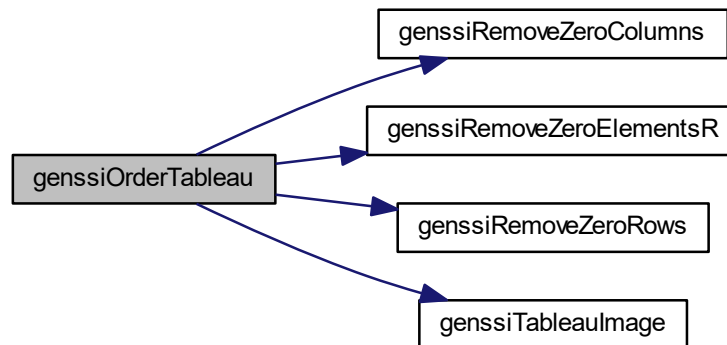 genssiRemoveZeroColumns
genssiRemoveZeroElementsR
genssiOrderTableau
genssiRemoveZeroRows
genssiTableauImage